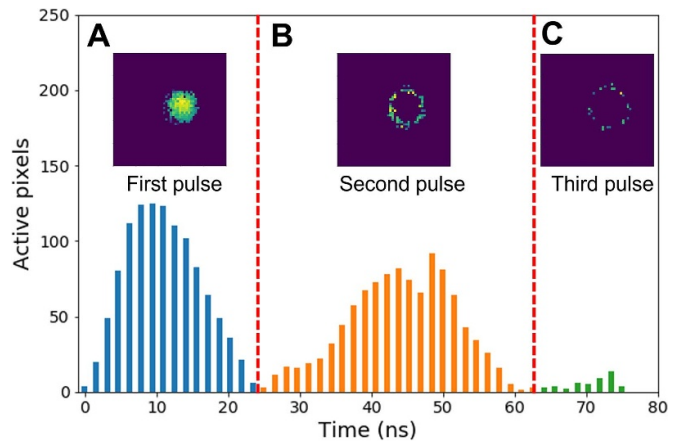 250
200
150
100
50
0
Active pixels
A
B
C
First pulse
Second pulse
Third pulse
0 10 20 30 40 50 60 70 80
Time (ns)